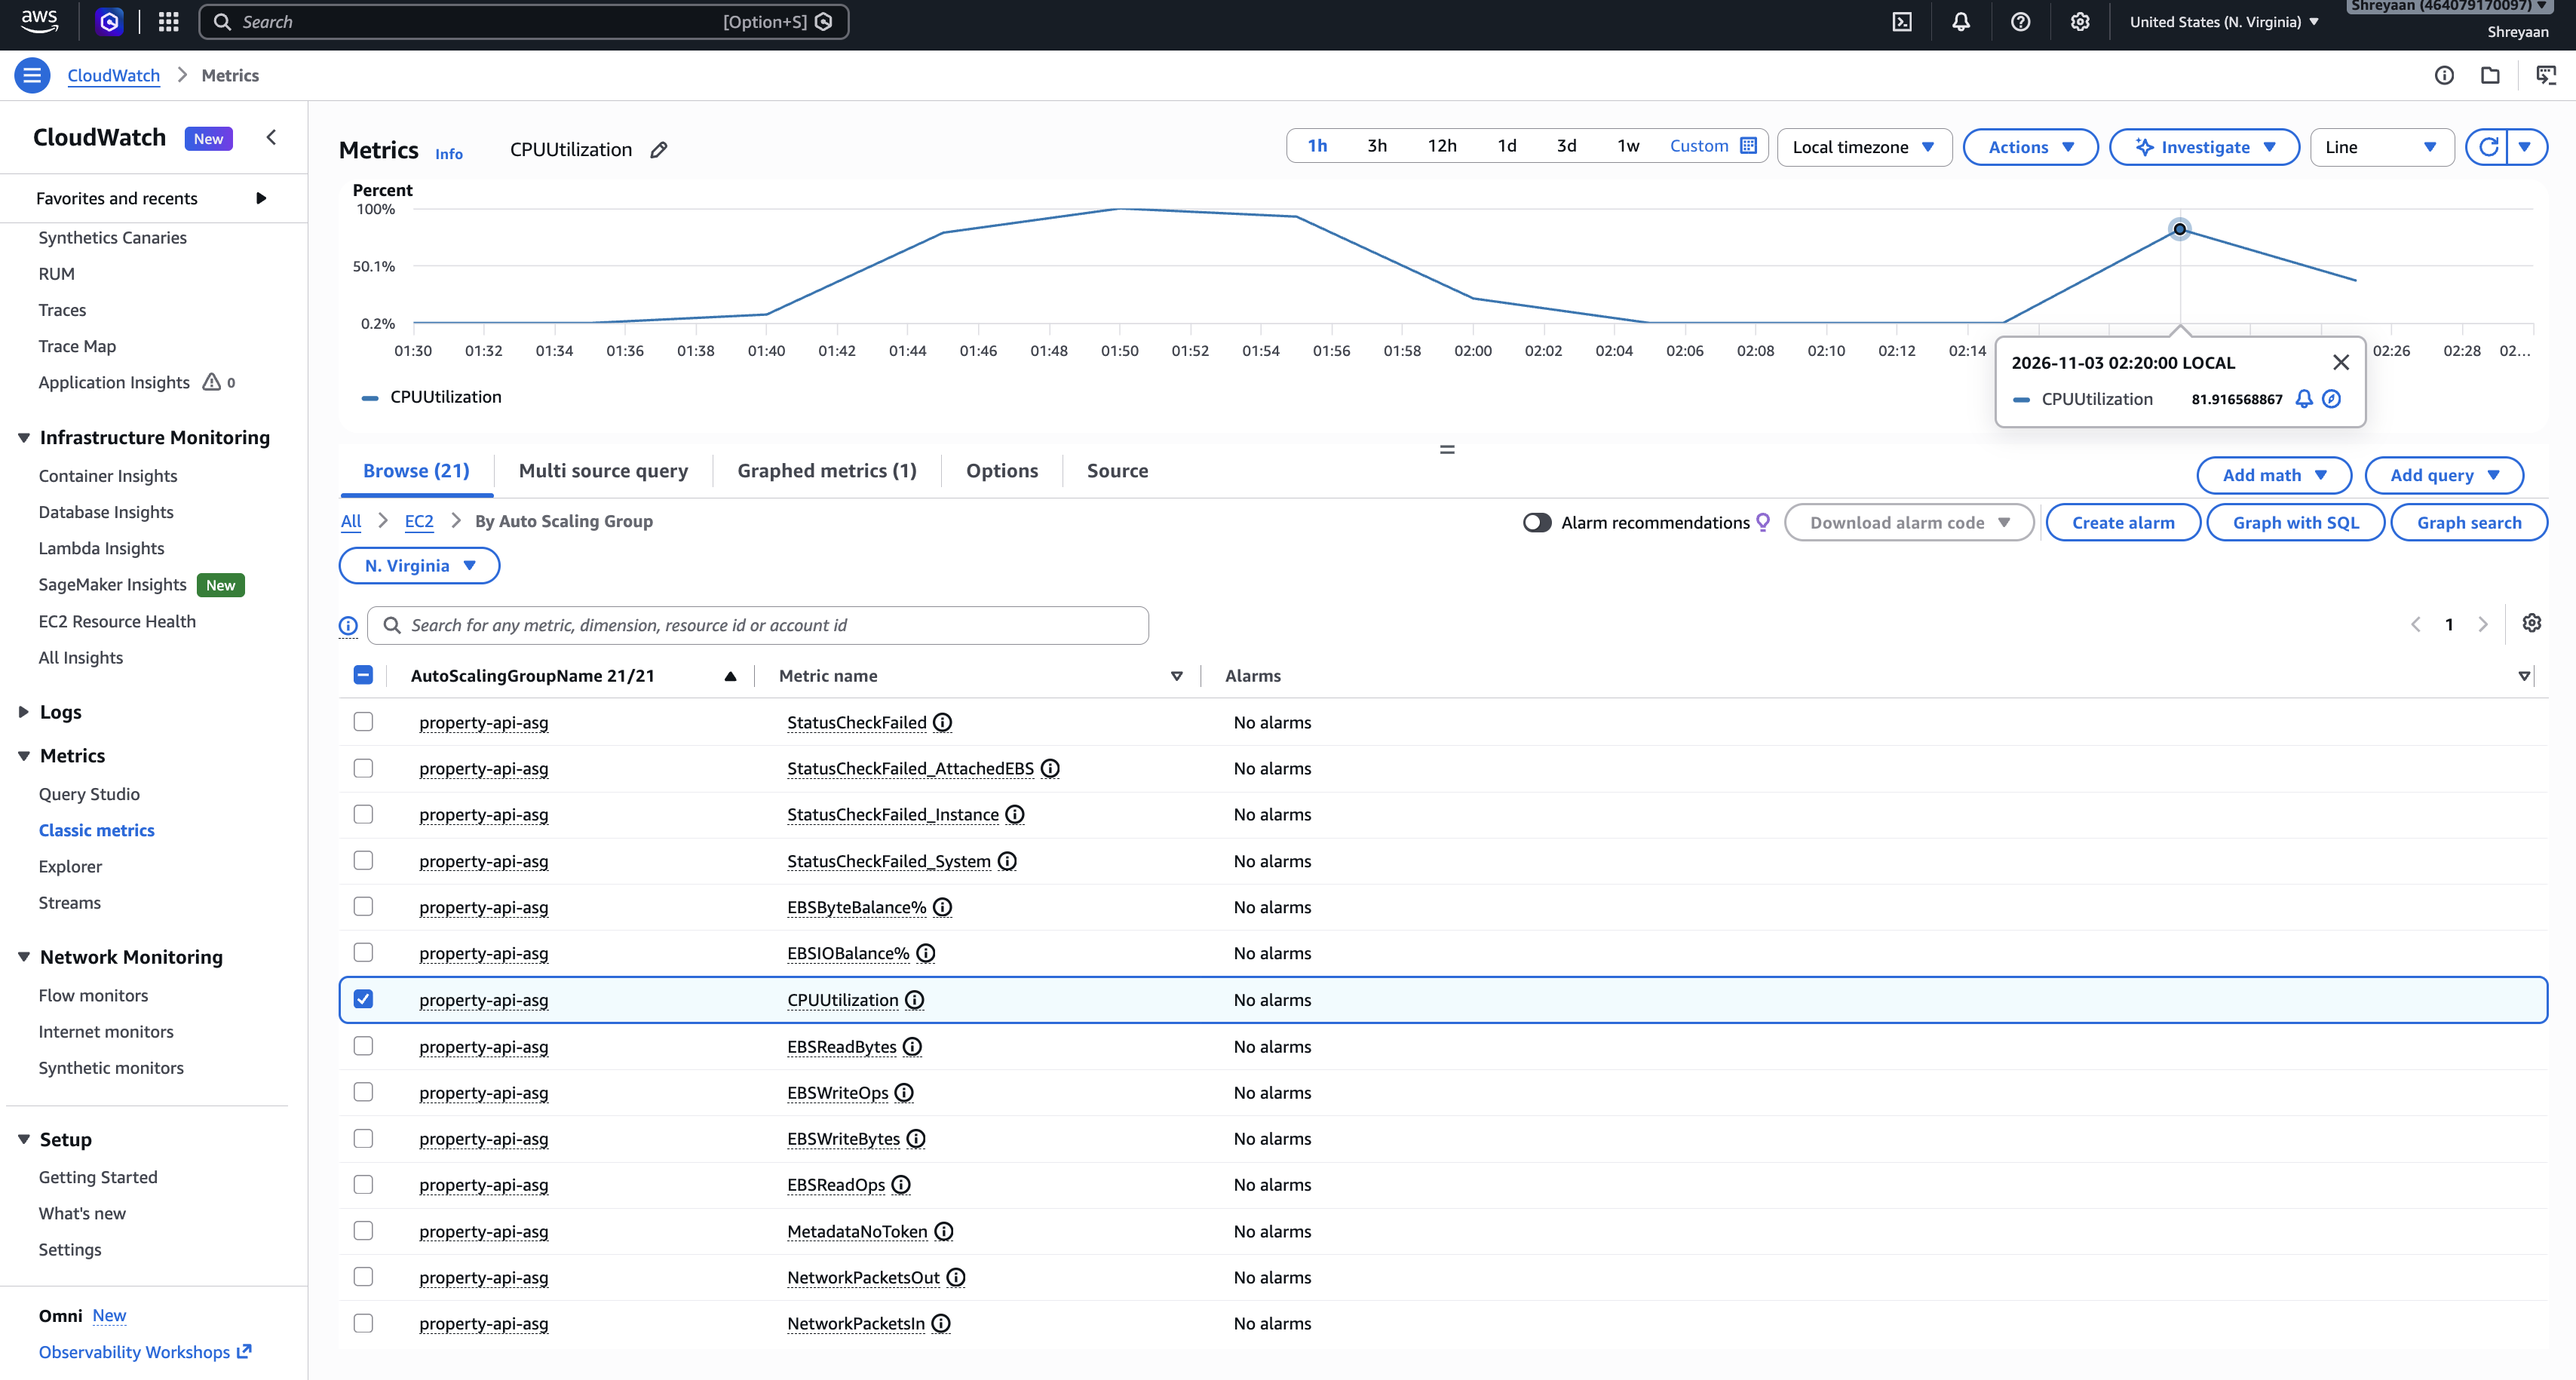 aws
Search [Option+S]
United States (N. Virginia)
Shreyaan (464079170097)
Shreyaan
CloudWatch Metrics
CloudWatch New
Favorites and recents
Synthetics Canaries
RUM
Traces
Trace Map
Application Insights 0
Infrastructure Monitoring
Container Insights
Database Insights
Lambda Insights
SageMaker Insights New
EC2 Resource Health
All Insights
Logs
Metrics
Query Studio
Classic metrics
Explorer
Streams
Network Monitoring
Flow monitors
Internet monitors
Synthetic monitors
Setup
Getting Started
What's new
Settings
Omni New
Observability Workshops
Metrics Info CPUUtilization
1h 3h 12h 1d 3d 1w Custom Local timezone Actions Investigate Line
Percent
100%
50.1%
0.2%
01:30 01:32 01:34 01:36 01:38 01:40 01:42 01:44 01:46 01:48 01:50 01:52 01:54 01:56 01:58 02:00 02:02 02:04 02:06 02:08 02:10 02:12 02:14 02:26 02:28 02...
2026-11-03 02:20:00 LOCAL
CPUUtilization 81.916568867
CPUUtilization
Browse (21) Multi source query Graphed metrics (1) Options Source Add math Add query
All EC2 By Auto Scaling Group Alarm recommendations Download alarm code Create alarm Graph with SQL Graph search
N. Virginia
Search for any metric, dimension, resource id or account id 1
AutoScalingGroupName 21/21 Metric name Alarms
property-api-asg StatusCheckFailed No alarms
property-api-asg StatusCheckFailed_AttachedEBS No alarms
property-api-asg StatusCheckFailed_Instance No alarms
property-api-asg StatusCheckFailed_System No alarms
property-api-asg EBSByteBalance% No alarms
property-api-asg EBSIOBalance% No alarms
property-api-asg CPUUtilization No alarms
property-api-asg EBSReadBytes No alarms
property-api-asg EBSWriteOps No alarms
property-api-asg EBSWriteBytes No alarms
property-api-asg EBSReadOps No alarms
property-api-asg MetadataNoToken No alarms
property-api-asg NetworkPacketsOut No alarms
property-api-asg NetworkPacketsIn No alarms